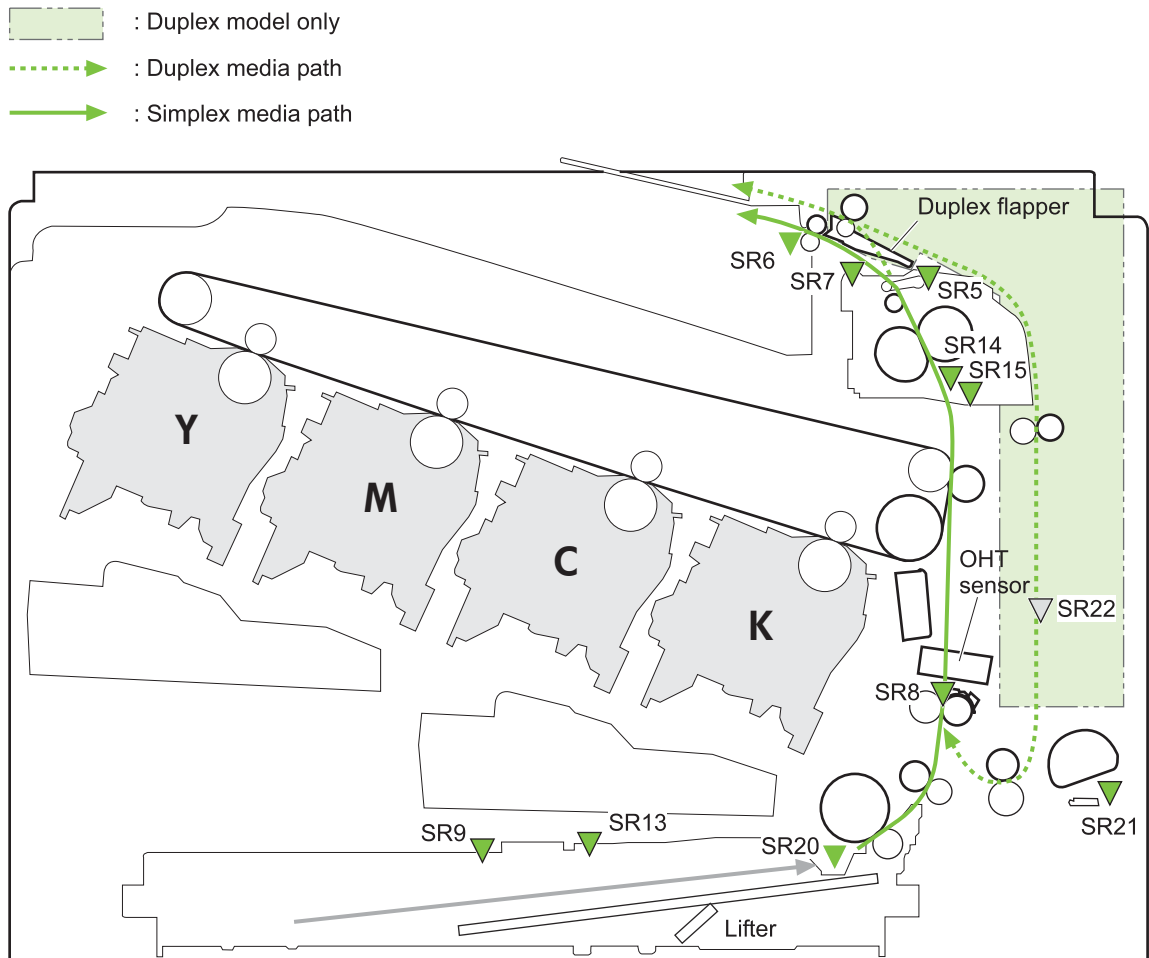 : Duplex model only
: Duplex media path
: Simplex media path
Duplex flapper
SR6
SR7
SR5
SR14
SR15
Y
M
C
K
OHT
sensor
SR22
SR8
SR21
SR9
SR13
SR20
Lifter